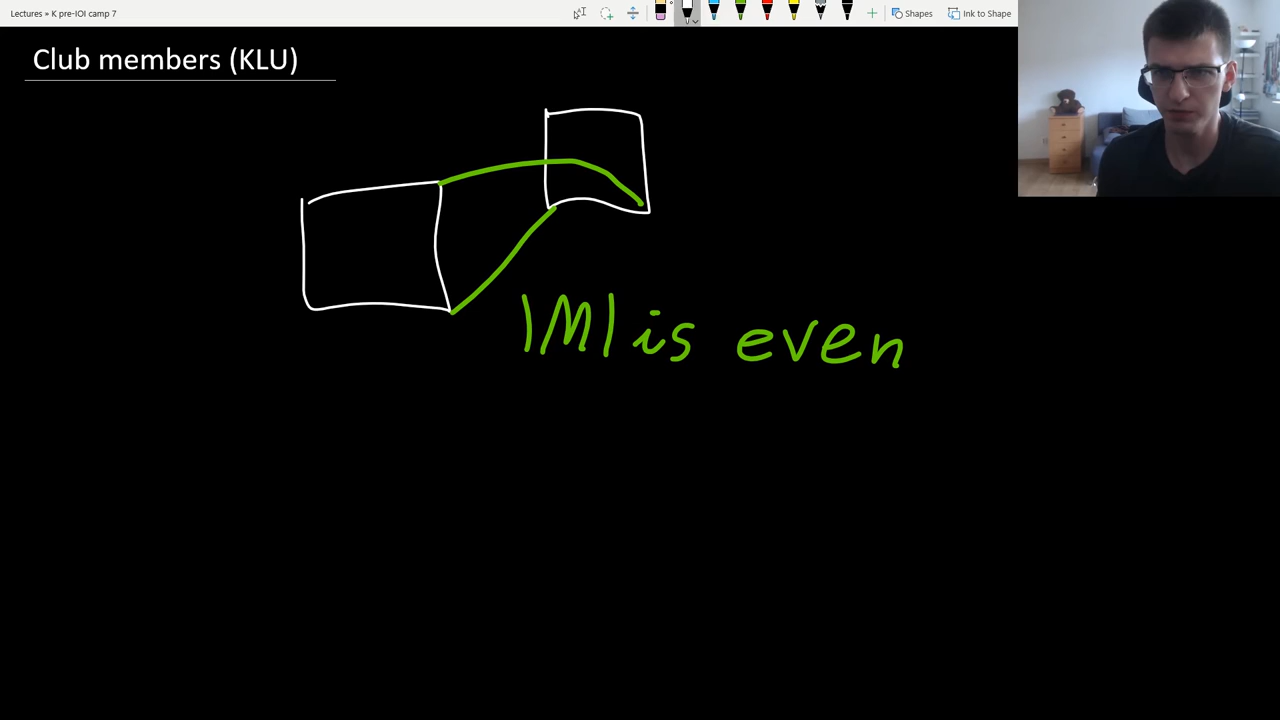 Lectures » K pre-IOI camp 7
Shapes
Ink to Shape
Club members (KLU)
|M| is even